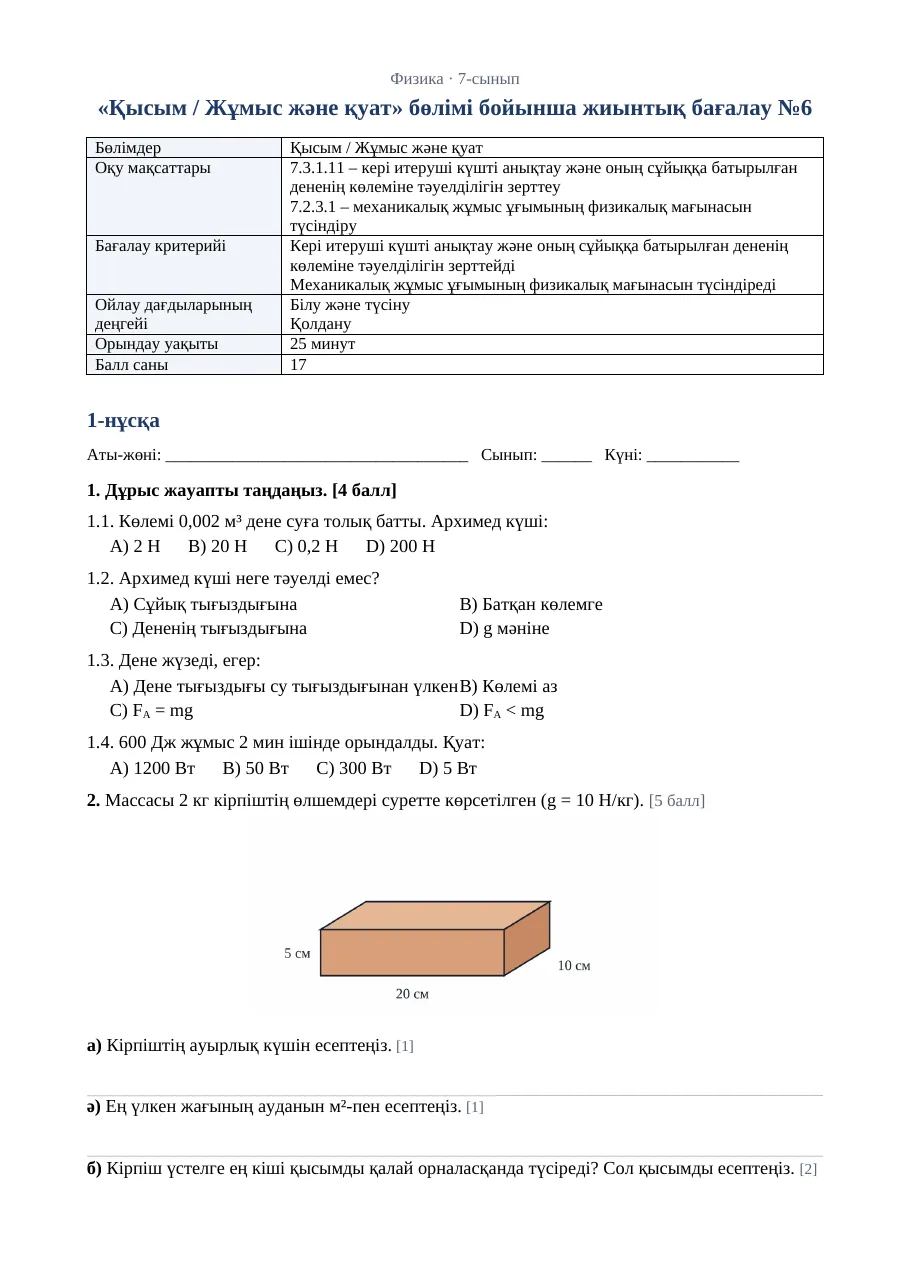 Физика · 7-сынып
«Қысым / Жұмыс және қуат» бөлімі бойынша жиынтық бағалау №6
Бөлімдер Қысым / Жұмыс және қуат
Оқу мақсаттары 7.3.1.11 – кері итеруші күшті анықтау және оның сұйыққа батырылған
дененің көлеміне тәуелділігін зерттеу
7.2.3.1 – механикалық жұмыс ұғымының физикалық мағынасын
түсіндіру
Бағалау критерийі Кері итеруші күшті анықтау және оның сұйыққа батырылған дененің
көлеміне тәуелділігін зерттейді
Механикалық жұмыс ұғымының физикалық мағынасын түсіндіреді
Ойлау дағдыларының Білу және түсіну
деңгейі Қолдану
Орындау уақыты 25 минут
Балл саны 17
1-нұсқа
Аты-жөні: ____________________________________ Сынып: ______ Күні: ___________
1. Дұрыс жауапты таңдаңыз. [4 балл]
1.1. Көлемі 0,002 м³ дене суға толық батты. Архимед күші:
A) 2 Н B) 20 Н C) 0,2 Н D) 200 Н
1.2. Архимед күші неге тәуелді емес?
A) Сұйық тығыздығына B) Батқан көлемге
C) Дененің тығыздығына D) g мәніне
1.3. Дене жүзеді, егер:
A) Дене тығыздығы су тығыздығынан үлкен B) Көлемі аз
C) Fᴀ = mg D) Fᴀ < mg
1.4. 600 Дж жұмыс 2 мин ішінде орындалды. Қуат:
A) 1200 Вт B) 50 Вт C) 300 Вт D) 5 Вт
2. Массасы 2 кг кірпіштің өлшемдері суретте көрсетілген (g = 10 Н/кг). [5 балл]
5 см
10 см
20 см
а) Кірпіштің ауырлық күшін есептеңіз. [1]
ә) Ең үлкен жағының ауданын м²-пен есептеңіз. [1]
б) Кірпіш үстелге ең кіші қысымды қалай орналасқанда түсіреді? Сол қысымды есептеңіз. [2]